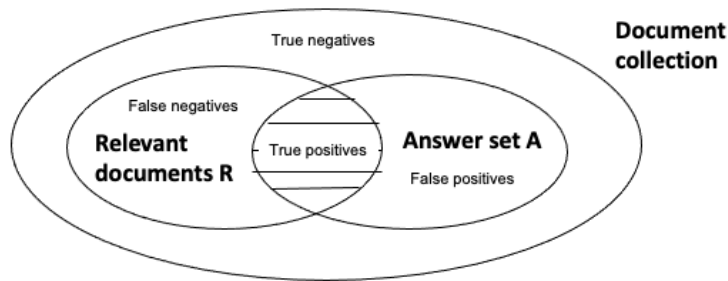 True negatives
Document
collection
False negatives
Relevant
documents R
True positives
Answer set A
False positives